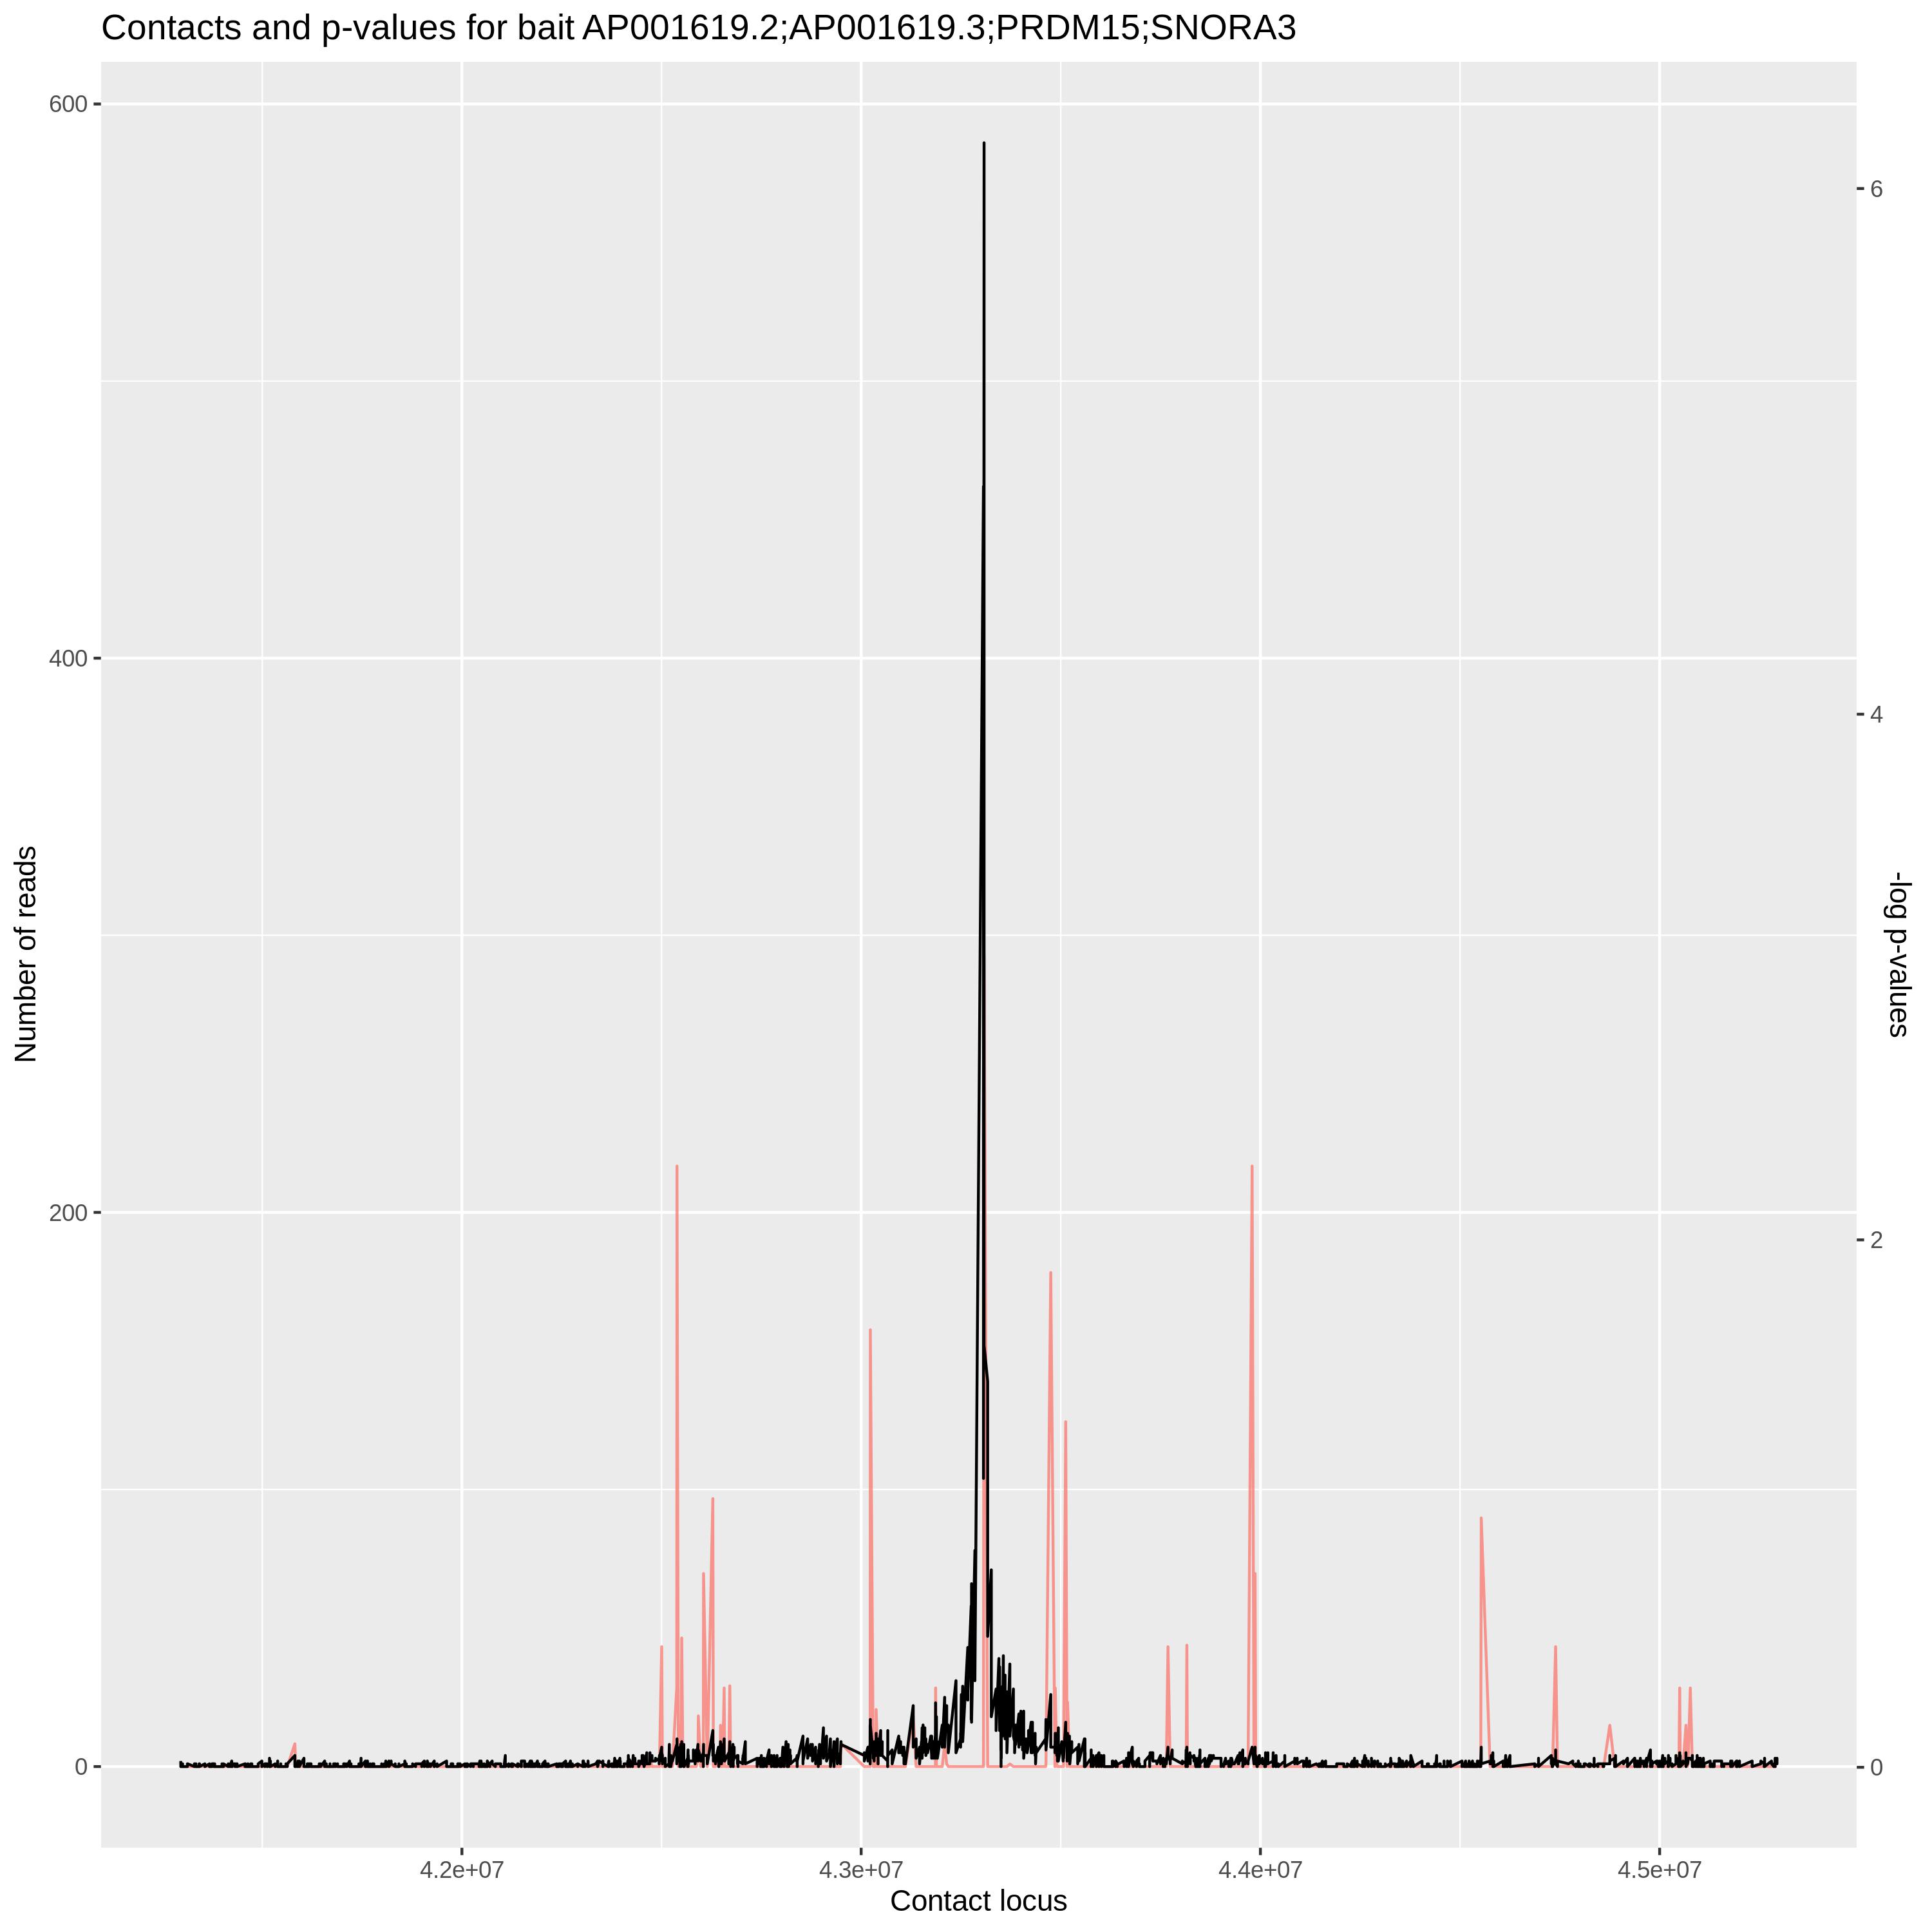 Contacts and p-values for bait AP001619.2;AP001619.3;PRDM15;SNORA3
600
400
200
0
Number of reads
6
4
2
0
-log p-values
4.2e+07
4.3e+07
4.4e+07
4.5e+07
Contact locus